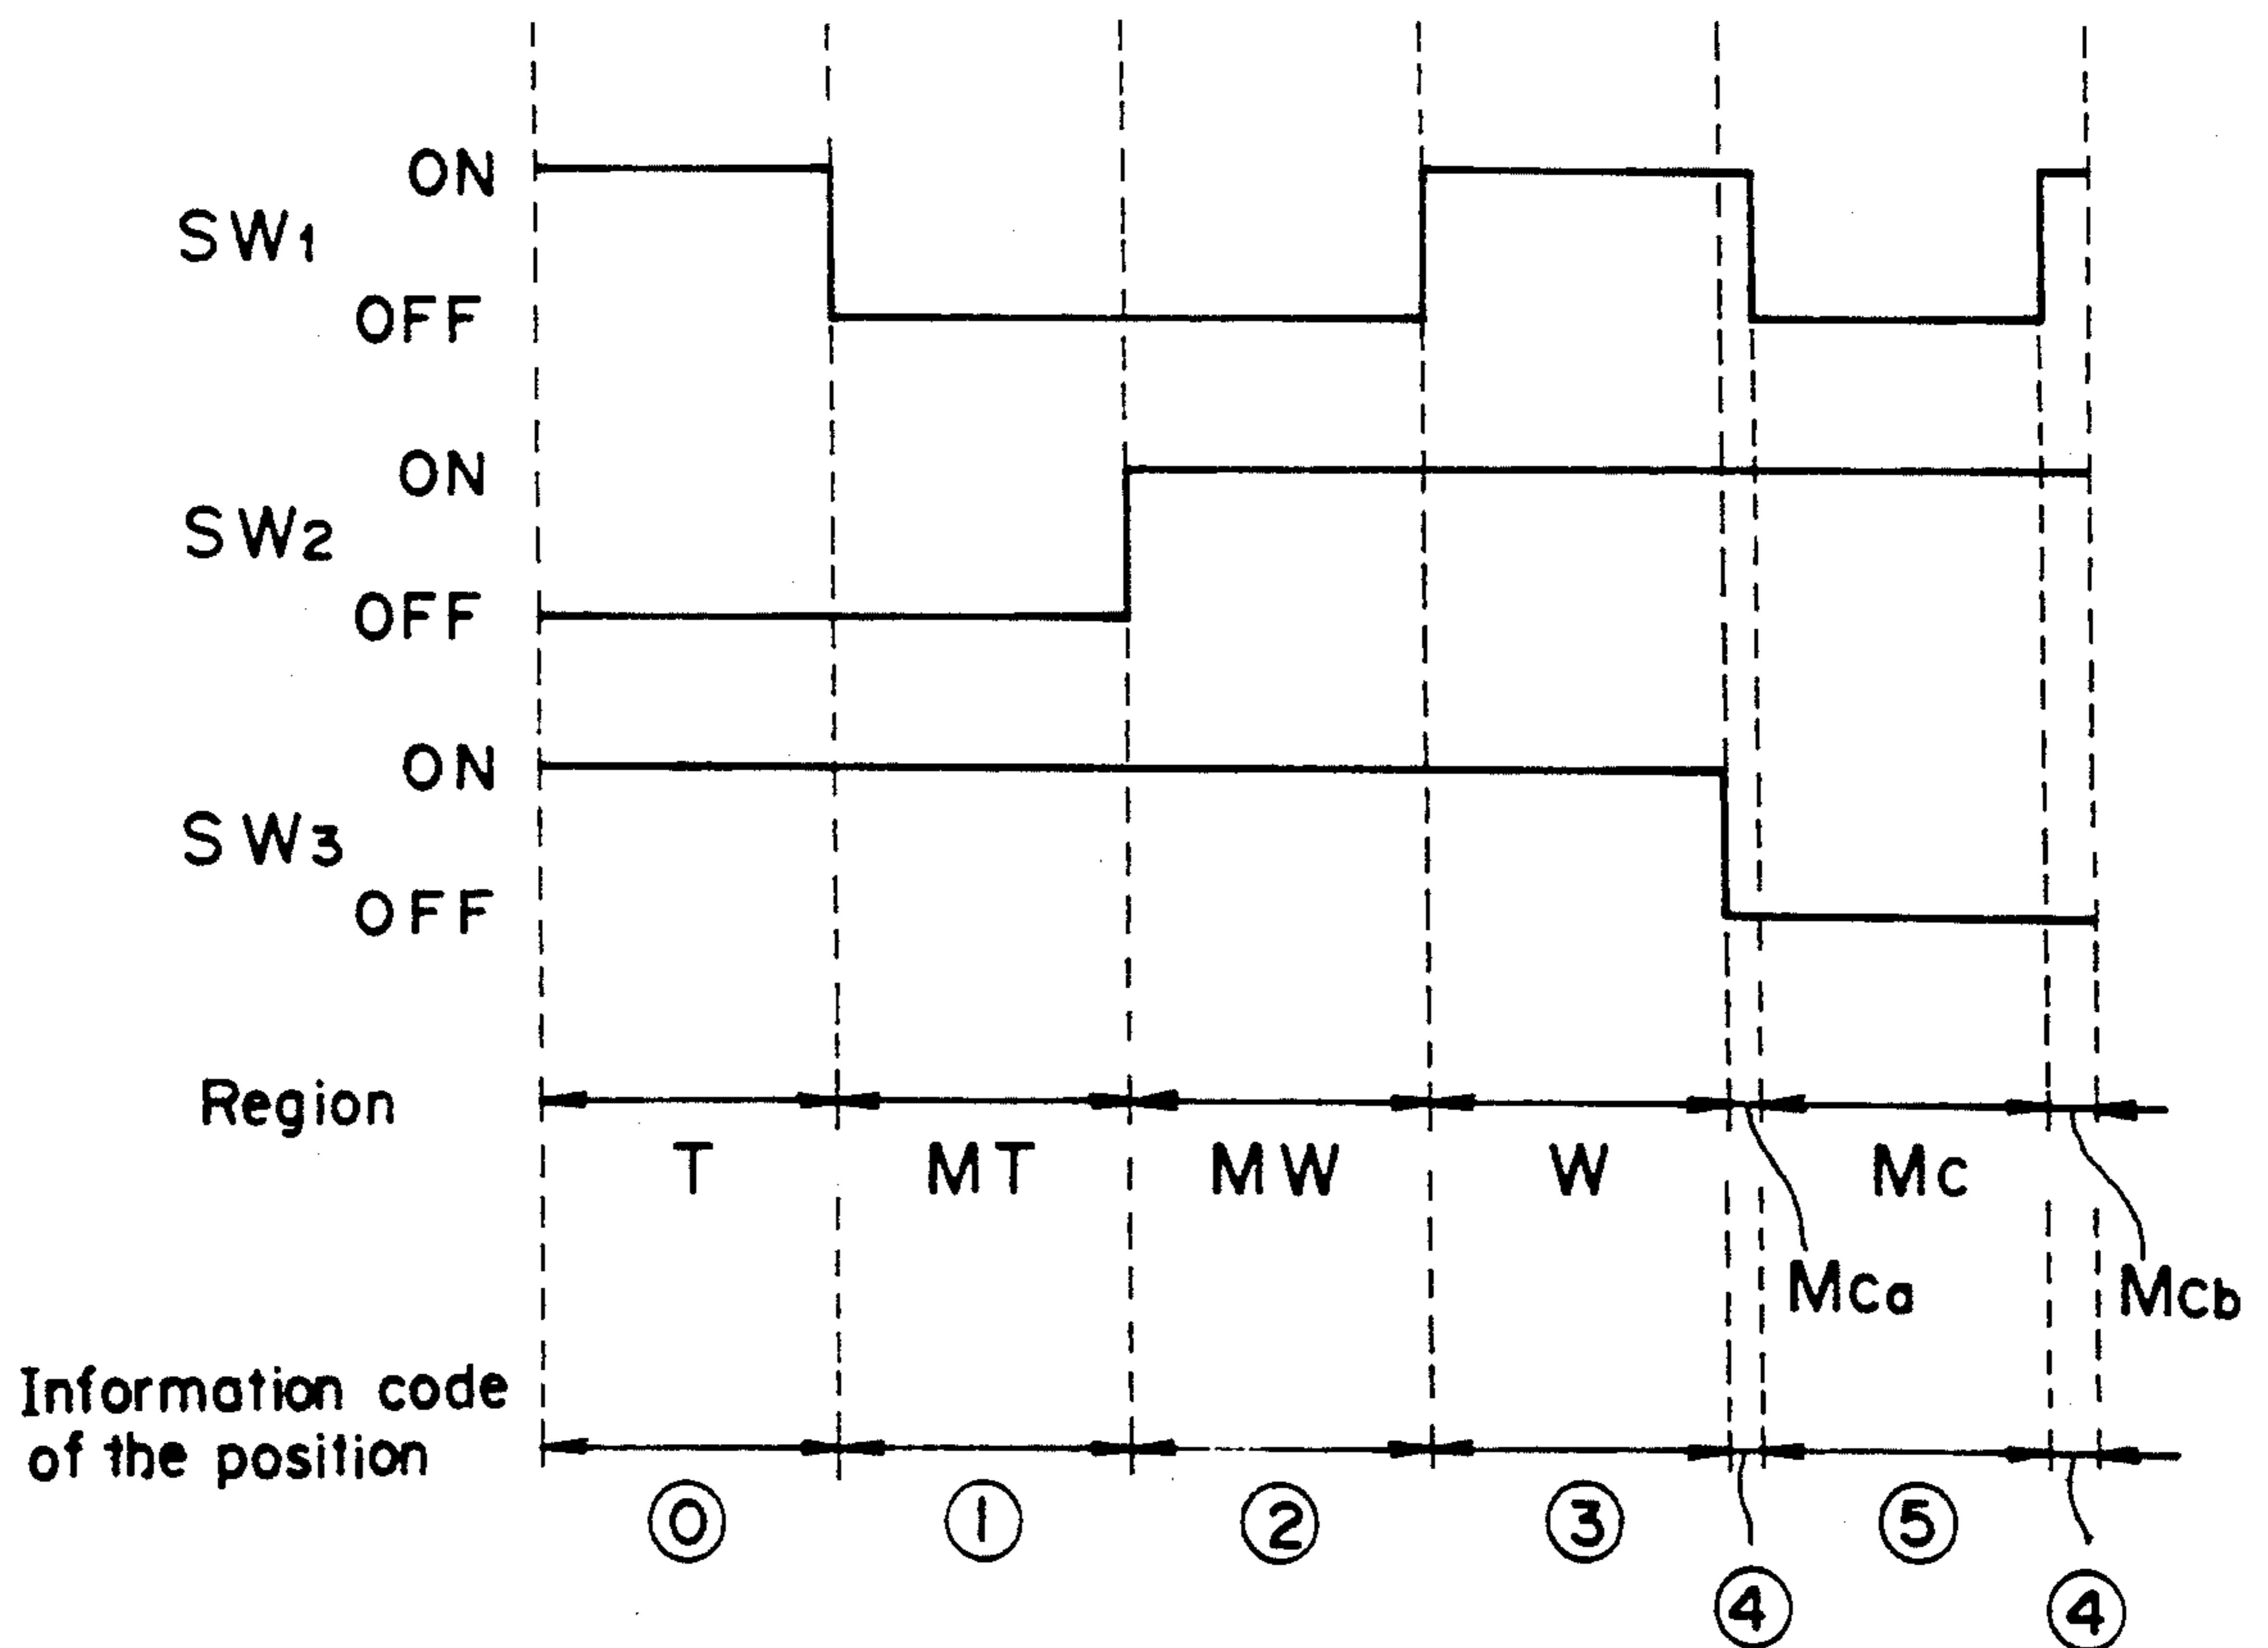 ON
SW1
OFF
ON
SW2
OFF
ON
SW3
OFF
Region
T MT MW W Mc
Mca Mcb
Information code
of the position
⓪ ① ② ③ ⑤
④ ④